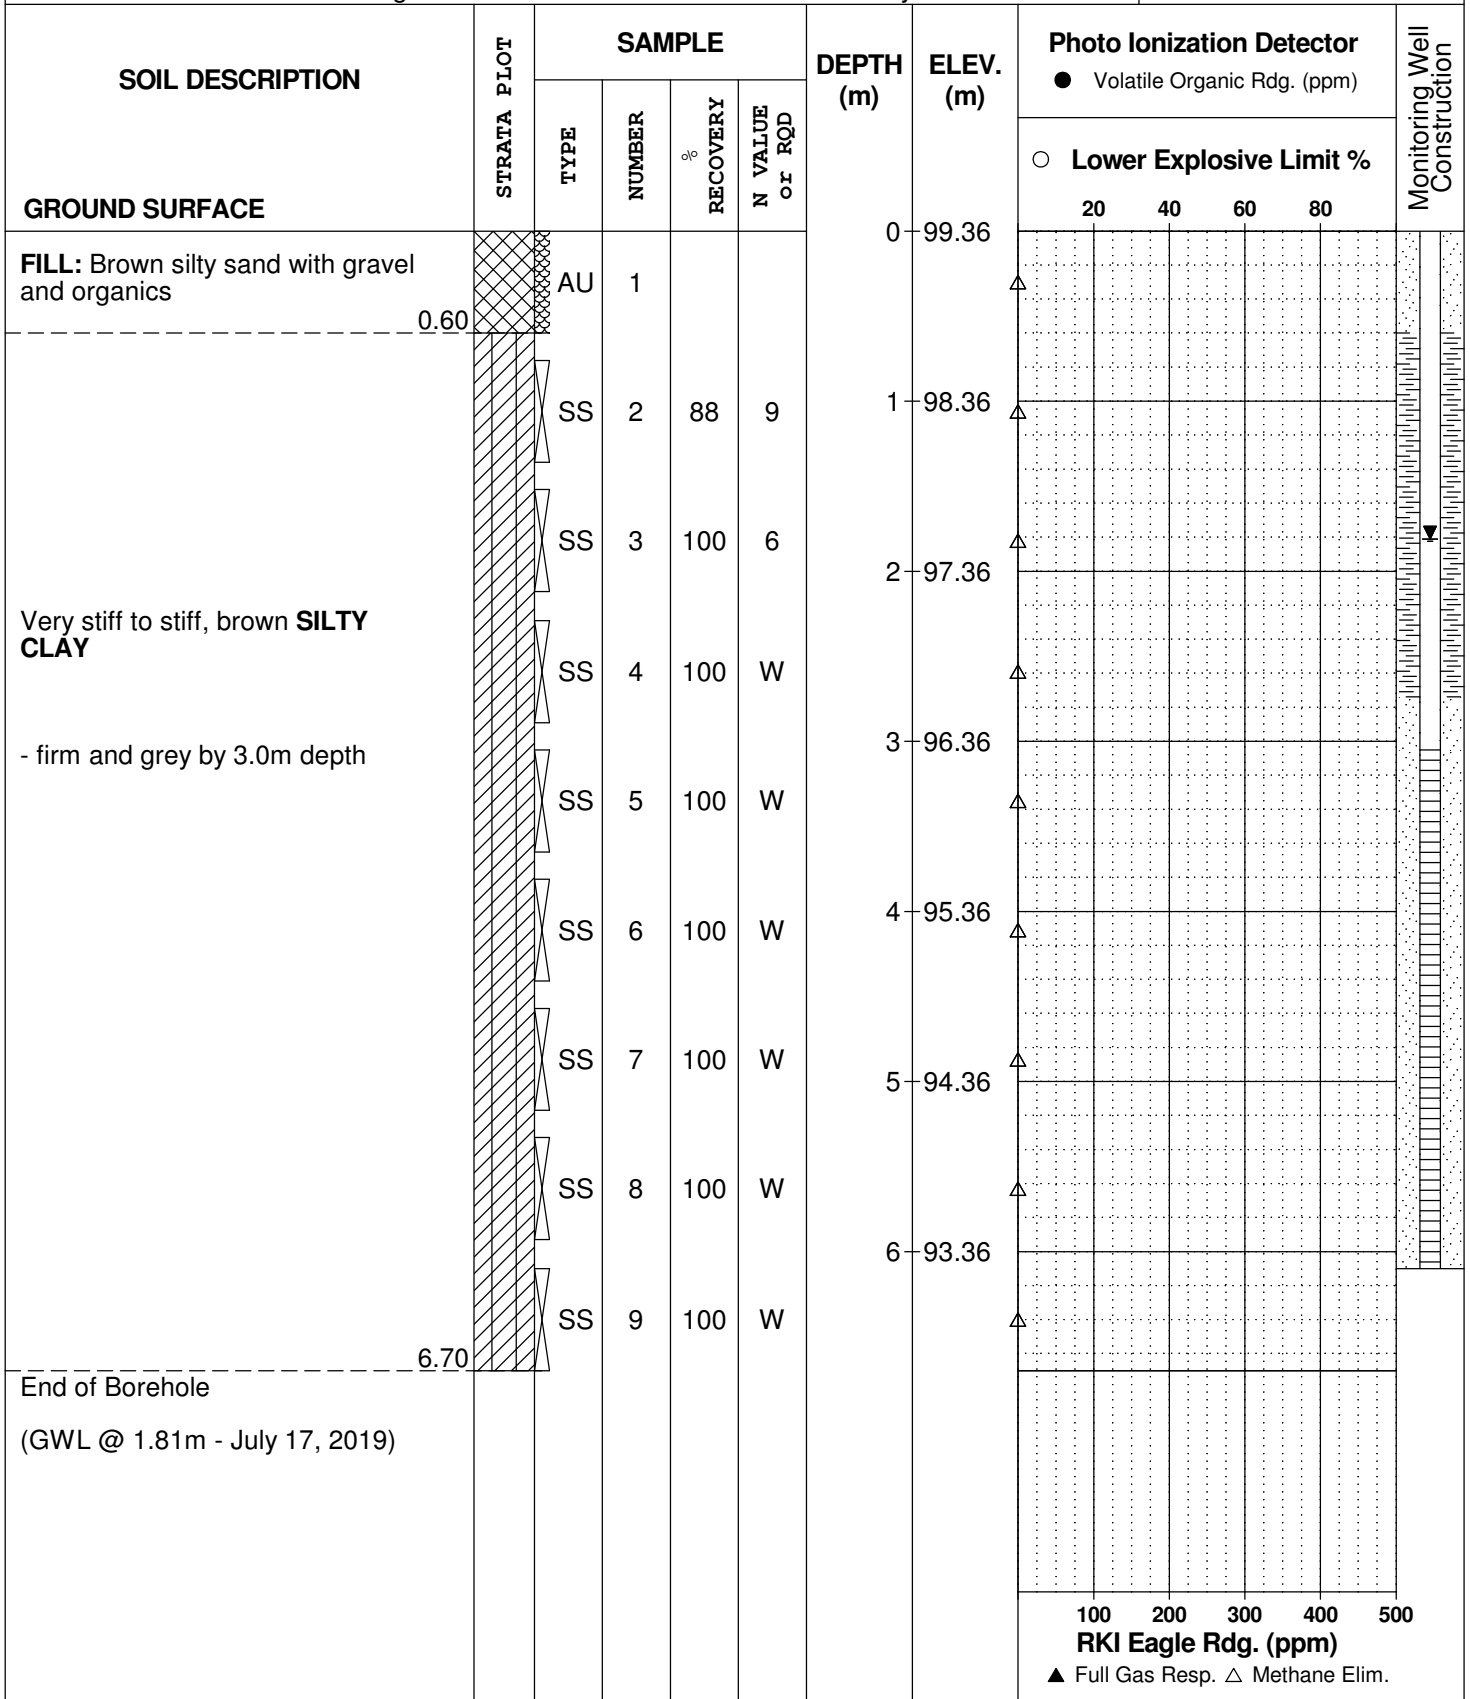 SOIL DESCRIPTION
GROUND SURFACE
STRATA PLOT
SAMPLE
TYPE
NUMBER
%
RECOVERY
N VALUE
or RQD
DEPTH
(m)
ELEV.
(m)
Photo Ionization Detector
● Volatile Organic Rdg. (ppm)
○ Lower Explosive Limit %
20 40 60 80
Monitoring Well
Construction
0 99.36
FILL: Brown silty sand with gravel
and organics
0.60
AU 1
SS 2 88 9
1 98.36
SS 3 100 6
2 97.36
Very stiff to stiff, brown SILTY
CLAY
SS 4 100 W
3 96.36
- firm and grey by 3.0m depth
SS 5 100 W
4 95.36
SS 6 100 W
SS 7 100 W
5 94.36
SS 8 100 W
6 93.36
SS 9 100 W
6.70
End of Borehole
(GWL @ 1.81m - July 17, 2019)
100 200 300 400 500
RKI Eagle Rdg. (ppm)
▲ Full Gas Resp. △ Methane Elim.